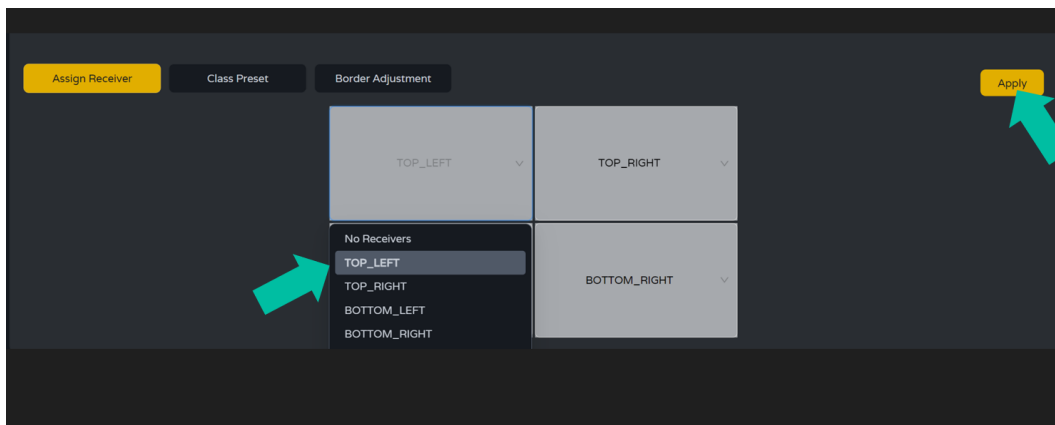 Assign Receiver
Class Preset
Border Adjustment
Apply
TOP_LEFT
TOP_RIGHT
No Receivers
TOP_LEFT
TOP_RIGHT
BOTTOM_LEFT
BOTTOM_RIGHT
BOTTOM_RIGHT